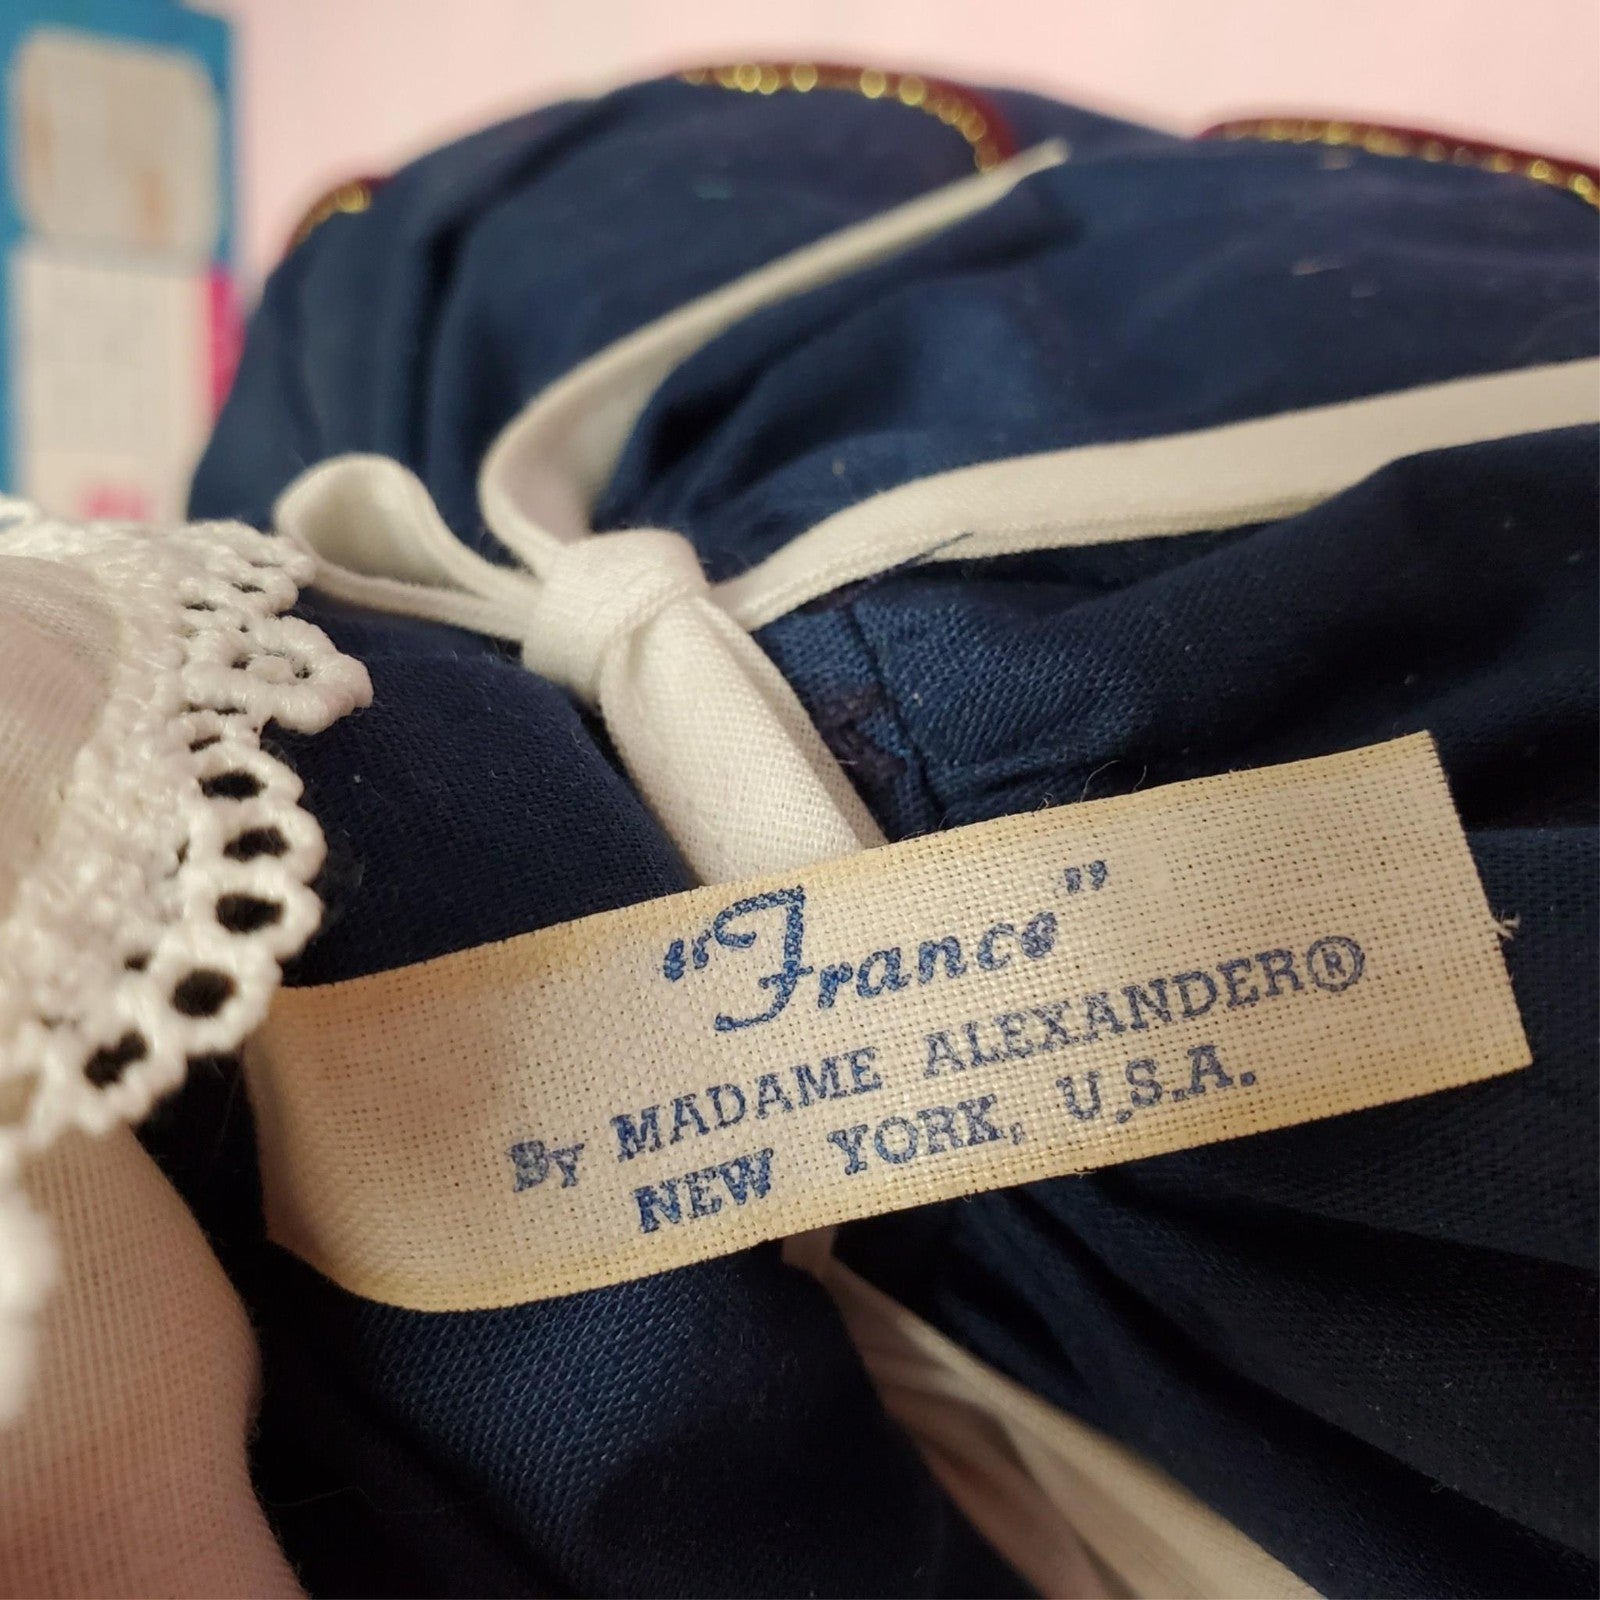 "France"
By MADAME ALEXANDER®
NEW YORK, U.S.A.